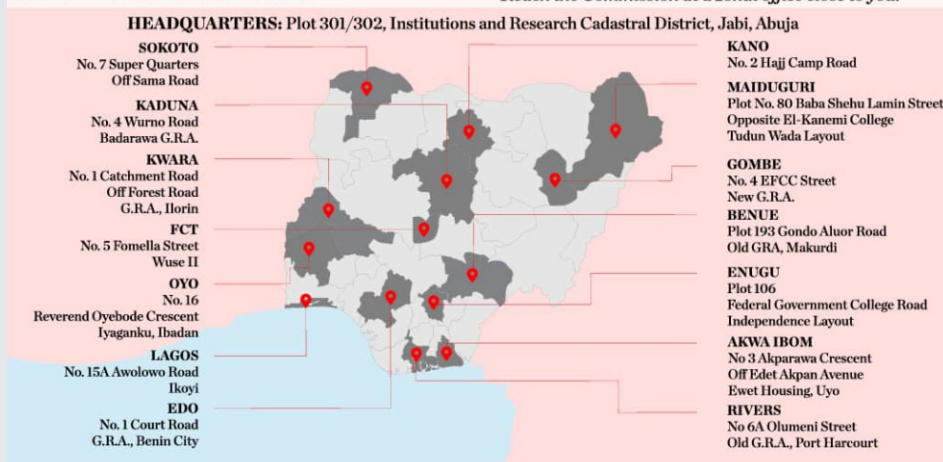 HEADQUARTERS: Plot 301/302, Institutions and Research Cadastral District, Jabi, Abuja
SOKOTO
No. 7 Super Quarters
Off Sama Road
KADUNA
No. 4 Wurno Road
Badarawa G.R.A.
KWARA
No. 1 Catchment Road
Off Forest Road
G.R.A., Ilorin
FCT
No. 5 Fomella Street
Wuse II
OYO
No. 16
Reverend Oyebode Crescent
Iyaganku, Ibadan
LAGOS
No. 15A Awolowo Road
Ikoyi
EDO
No. 1 Court Road
G.R.A., Benin City
KANO
No. 2 Hajj Camp Road
MAIDUGURI
Plot No. 80 Baba Shehu Lamin Street
Opposite El-Kanemi College
Tudun Wada Layout
GOMBE
No. 4 EFCC Street
New G.R.A.
BENUE
Plot 193 Gondo Aluor Road
Old GRA, Makurdi
ENUGU
Plot 106
Federal Government College Road
Independence Layout
AKWA IBOM
No 3 Akparawa Crescent
Off Edet Akpan Avenue
Ewet Housing, Uyo
RIVERS
No 6A Olumeni Street
Old G.R.A., Port Harcourt